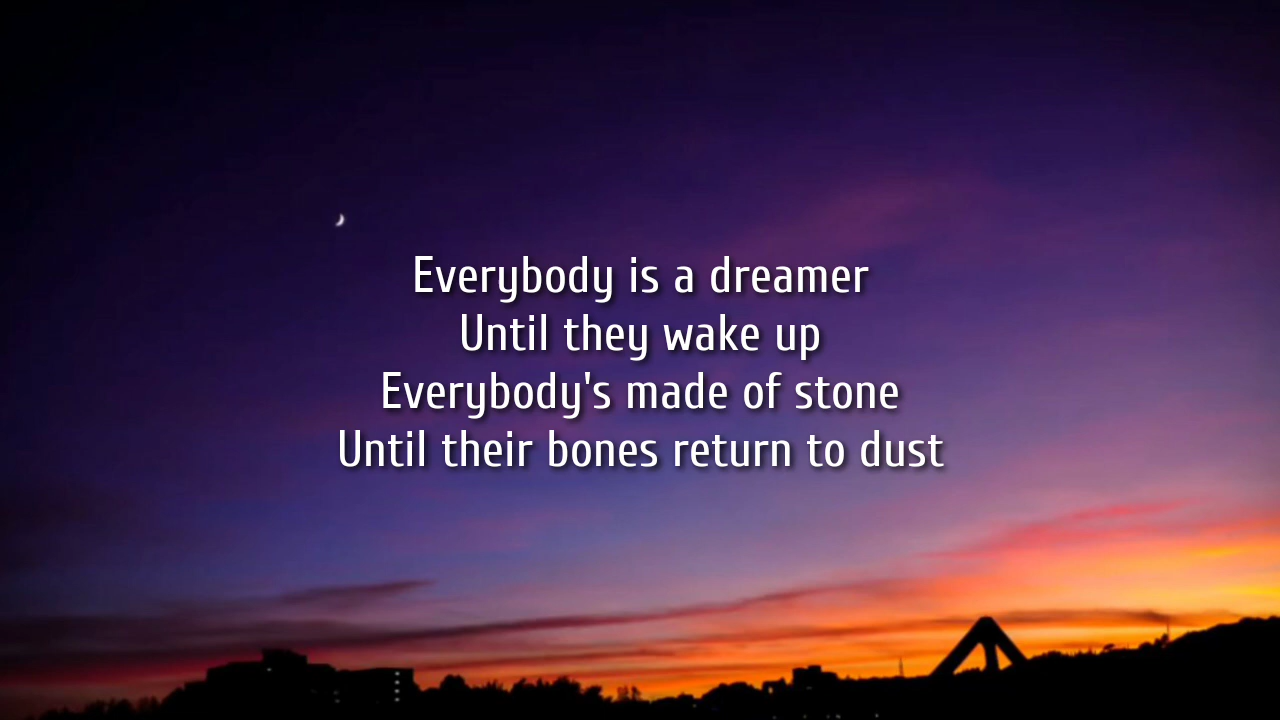 Everybody is a dreamer
Until they wake up
Everybody's made of stone
Until their bones return to dust